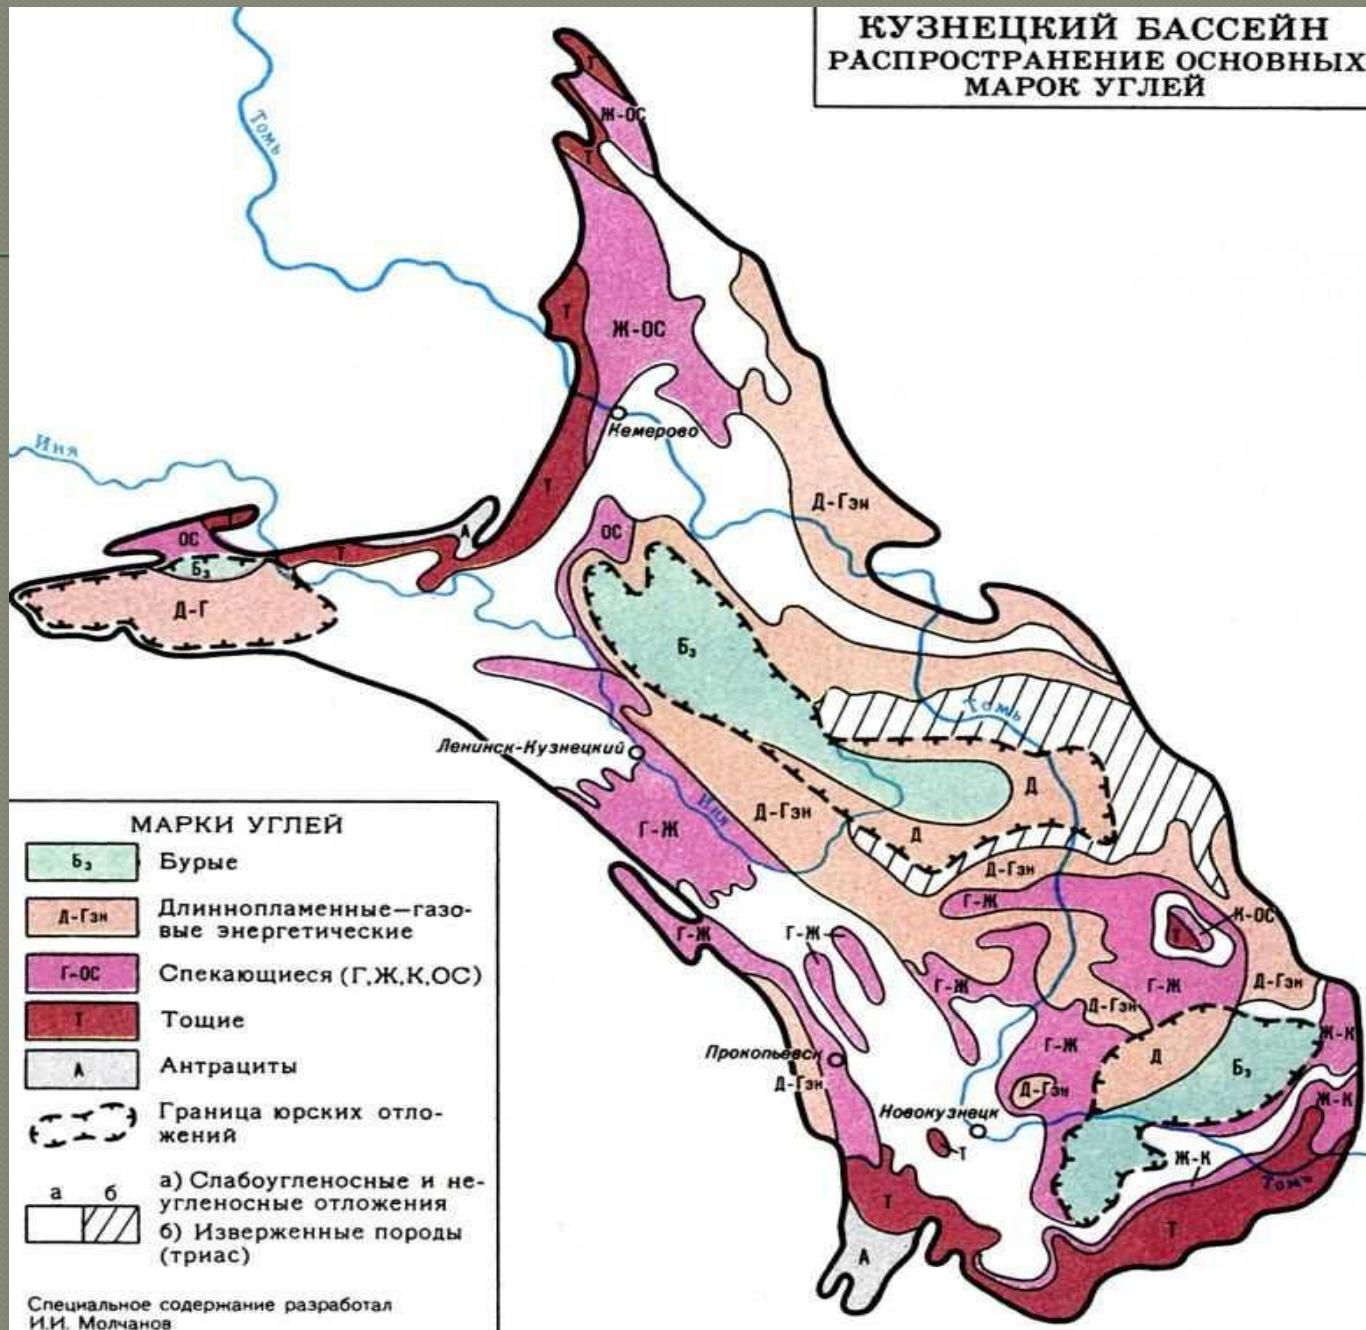 КУЗНЕЦКИЙ БАССЕЙН
РАСПРОСТРАНЕНИЕ ОСНОВНЫХ
МАРОК УГЛЕЙ
Томь
Т
Ж-ОС
Т
Т
Ж-ОС
Кемерово
Иня
Т
Д-Гэн
ОС
Т
Т
А
ОС
Б₃
Д-Г
Б₃
Томь
Ленинск-Кузнецкий
Д
Иня
Д-Гэн
Г-Ж
Д
Д-Гэн
Г-Ж
К-ОС
Т
Г-Ж
Г-Ж
Г-Ж
Г-Ж
Д-Гэн
Д-Гэн
Ж-К
Г-Ж
Д
Б₃
Прокопьевск
Д-Гэн
Д-Гэн
Ж-К
Новокузнецк
Т
Ж-К
Томь
Т
Т
А
МАРКИ УГЛЕЙ
Б₃ Бурые
Д-Гэн Длиннопламенные—газо-
вые энергетические
Г-ОС Спекающиеся (Г,Ж,К,ОС)
Т Тощие
А Антрациты
Граница юрских отло-
жений
а б а) Слабоугленосные и не-
угленосные отложения
б) Изверженные породы
(триас)
Специальное содержание разработал
И.И. Молчанов